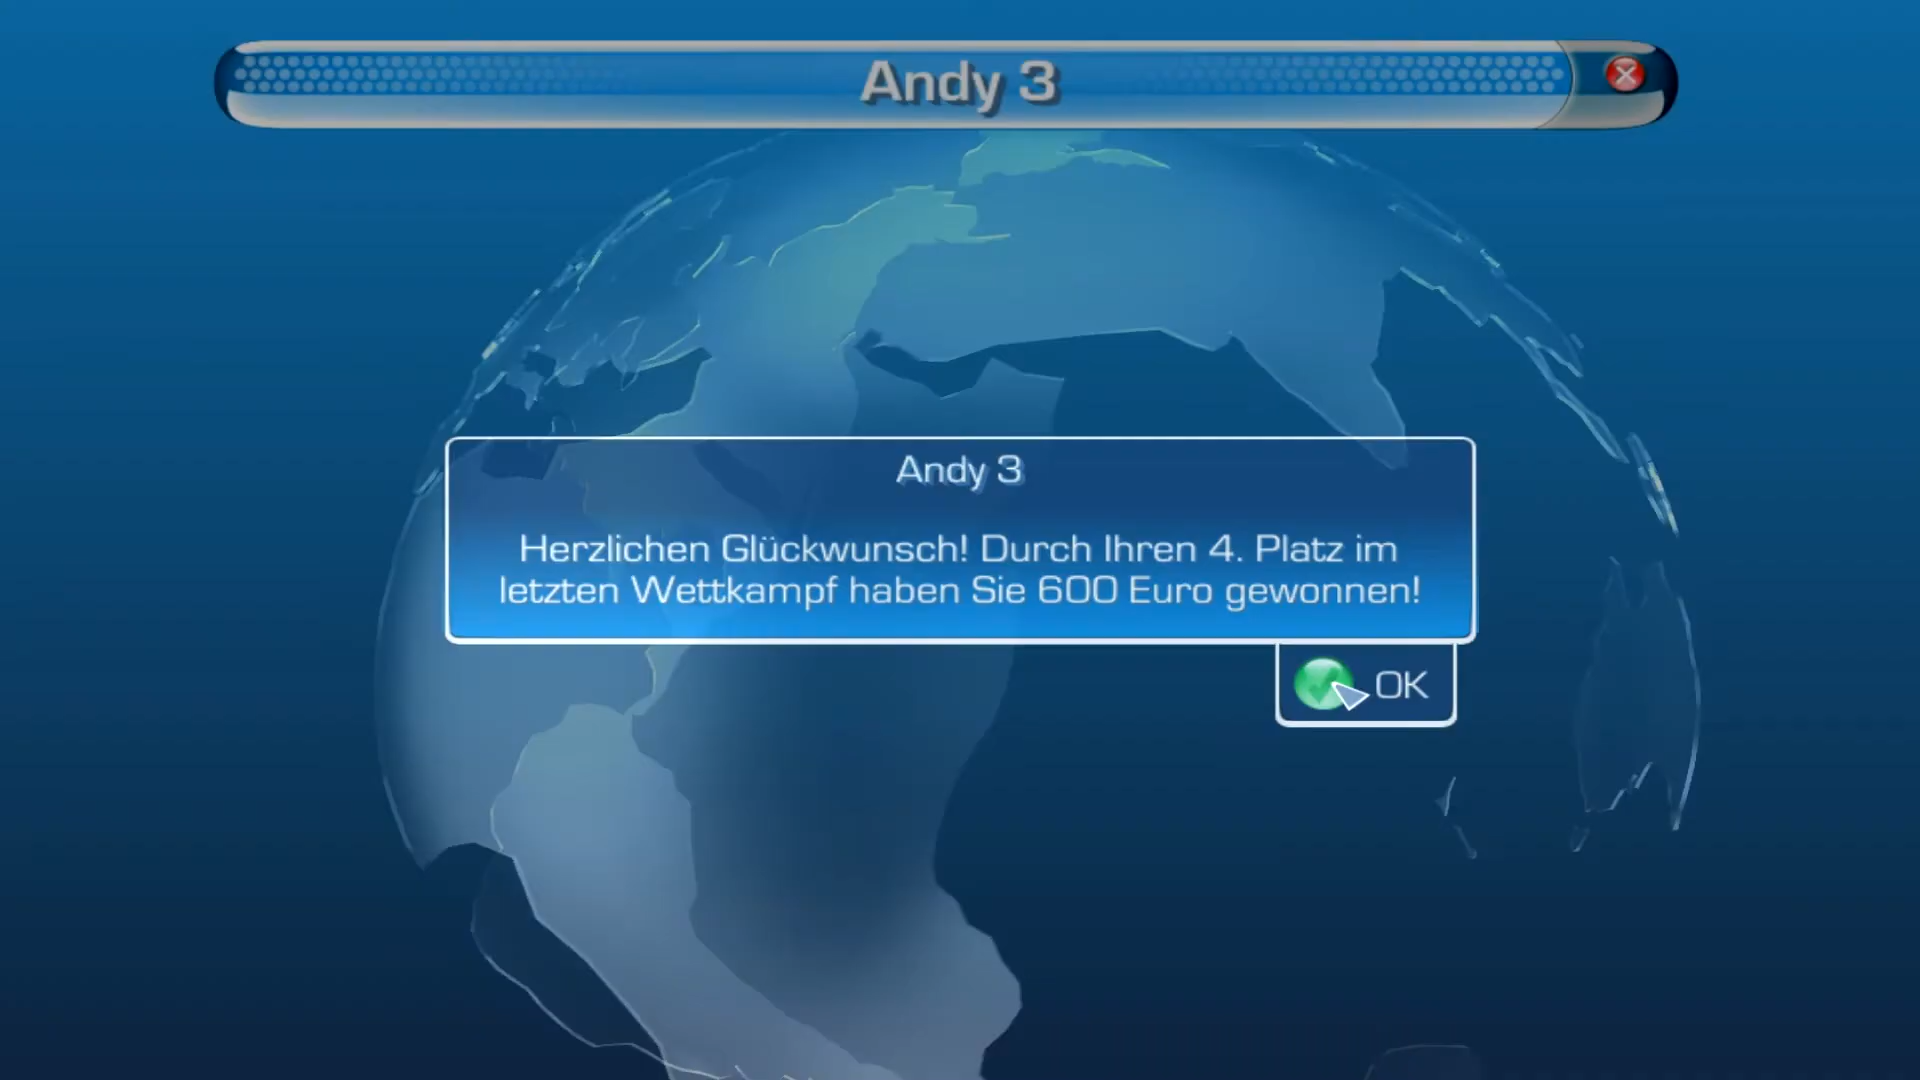 Andy 3
Andy 3
Herzlichen Glückwunsch! Durch Ihren 4. Platz im
letzten Wettkampf haben Sie 600 Euro gewonnen!
OK